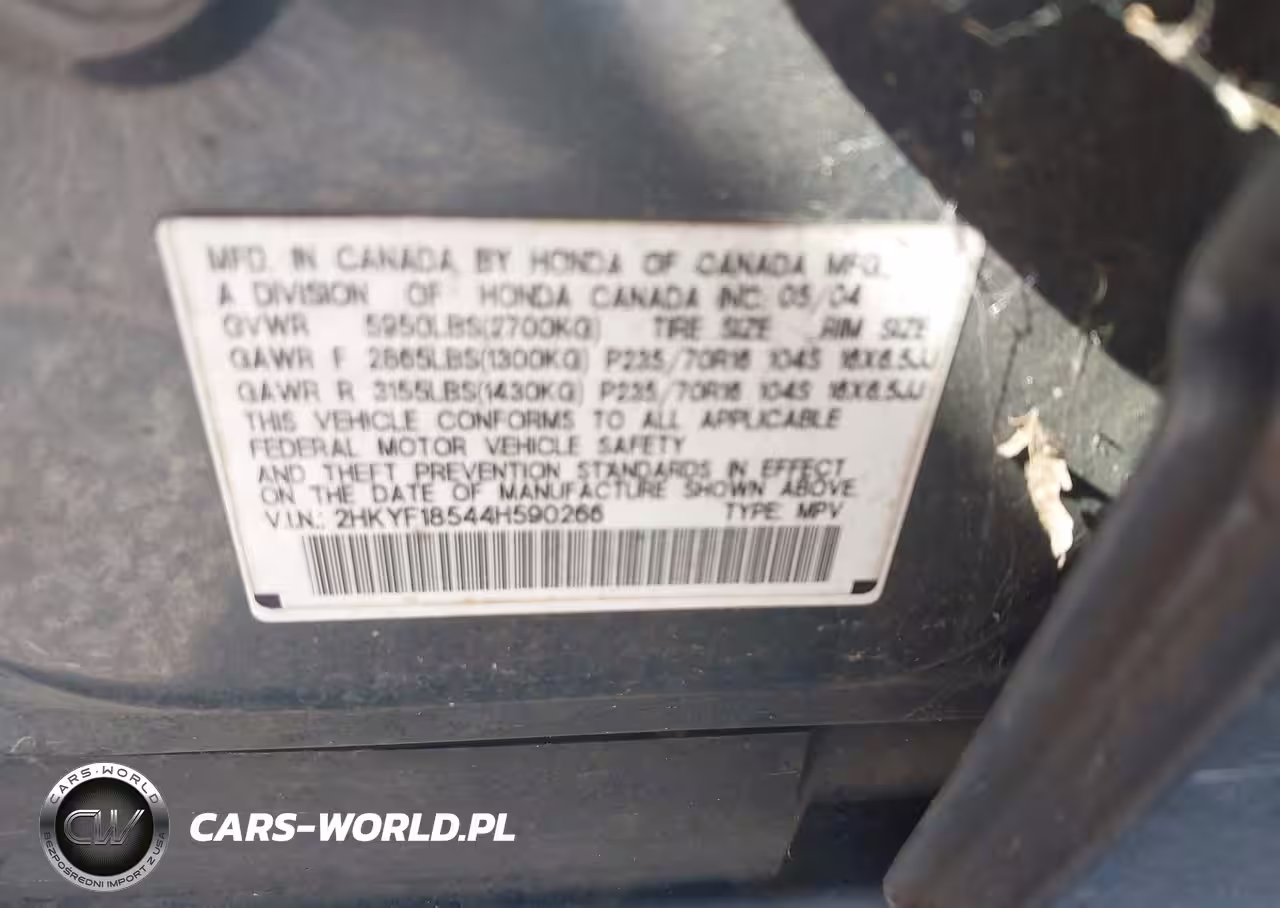 MFD. IN CANADA BY HONDA OF CANADA MFG.,
A DIVISION OF HONDA CANADA INC. 05/04
GVWR 5950LBS(2700KG) TIRE SIZE RIM SIZE
GAWR F 2865LBS(1300KG) P235/70R16 104S 16X6.5JJ
GAWR R 3155LBS(1430KG) P235/70R16 104S 16X6.5JJ
THIS VEHICLE CONFORMS TO ALL APPLICABLE
FEDERAL MOTOR VEHICLE SAFETY
AND THEFT PREVENTION STANDARDS IN EFFECT
ON THE DATE OF MANUFACTURE SHOWN ABOVE.
V.I.N.: 2HKYF18544H590266 TYPE: MPV
CARS-WORLD
CW
BEZPOŚREDNI IMPORT Z USA
CARS-WORLD.PL